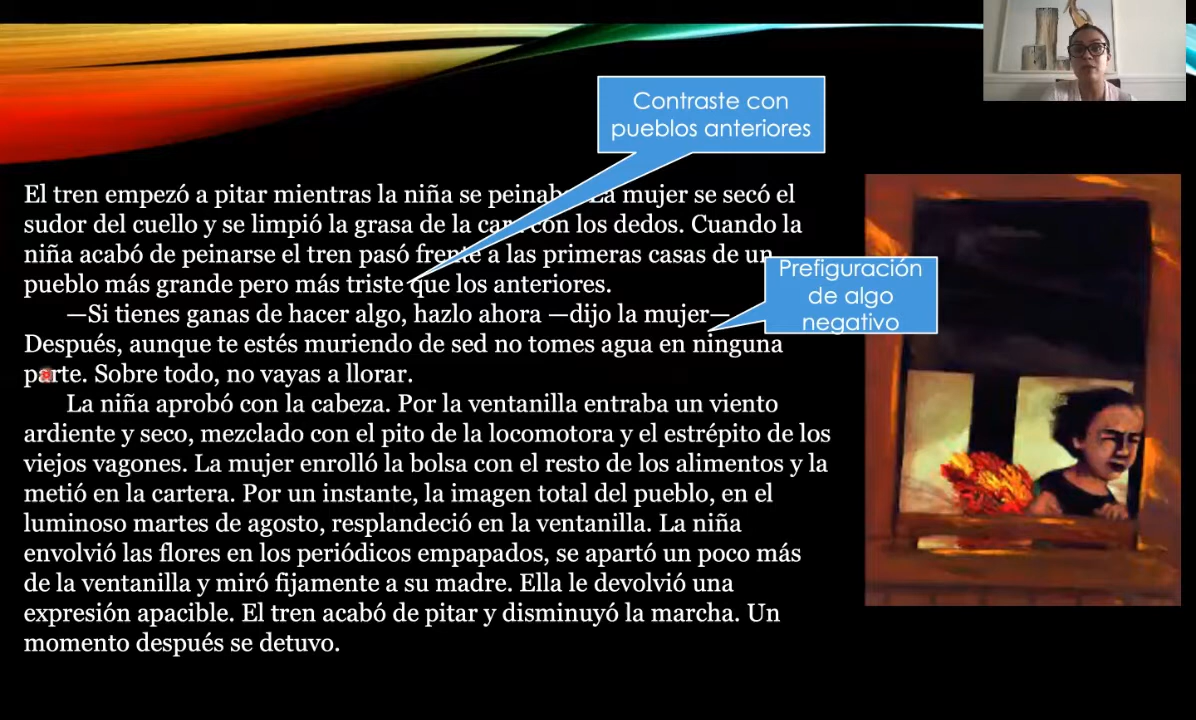 Contraste con
pueblos anteriores
El tren empezó a pitar mientras la niña se peinaba. La mujer se secó el
sudor del cuello y se limpió la grasa de la cara con los dedos. Cuando la
niña acabó de peinarse el tren pasó frente a las primeras casas de un
pueblo más grande pero más triste que los anteriores.
—Si tienes ganas de hacer algo, hazlo ahora —dijo la mujer—
Después, aunque te estés muriendo de sed no tomes agua en ninguna
parte. Sobre todo, no vayas a llorar.
La niña aprobó con la cabeza. Por la ventanilla entraba un viento
ardiente y seco, mezclado con el pito de la locomotora y el estrépito de los
viejos vagones. La mujer enrolló la bolsa con el resto de los alimentos y la
metió en la cartera. Por un instante, la imagen total del pueblo, en el
luminoso martes de agosto, resplandeció en la ventanilla. La niña
envolvió las flores en los periódicos empapados, se apartó un poco más
de la ventanilla y miró fijamente a su madre. Ella le devolvió una
expresión apacible. El tren acabó de pitar y disminuyó la marcha. Un
momento después se detuvo.
Prefiguración
de algo
negativo